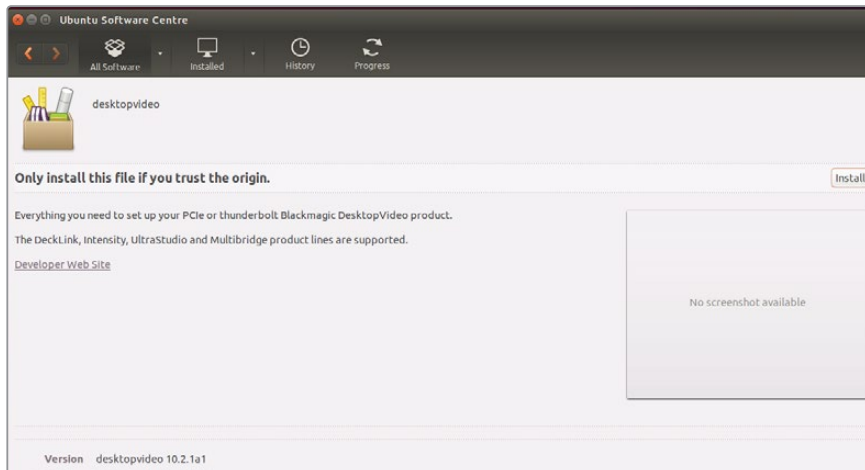 Ubuntu Software Centre
All Software
Installed
History
Progress
desktopvideo
Only install this file if you trust the origin.
Install
Everything you need to set up your PCIe or thunderbolt Blackmagic DesktopVideo product.
The DeckLink, Intensity, UltraStudio and Multibridge product lines are supported.
Developer Web Site
No screenshot available
Version desktopvideo 10.2.1a1